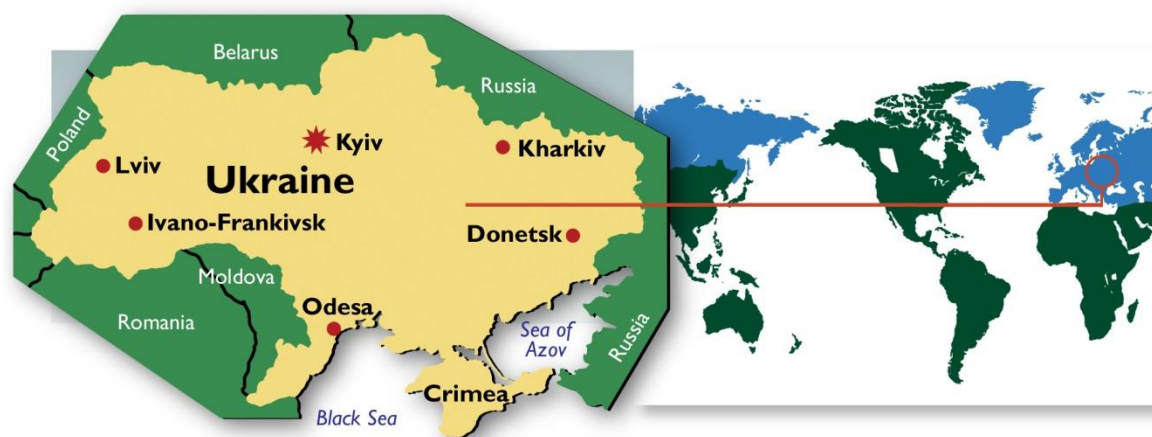 Belarus
Russia
Poland
Kyiv
Kharkiv
Lviv
Ukraine
Ivano-Frankivsk
Donetsk
Moldova
Odesa
Romania
Sea of
Azov
Russia
Crimea
Black Sea